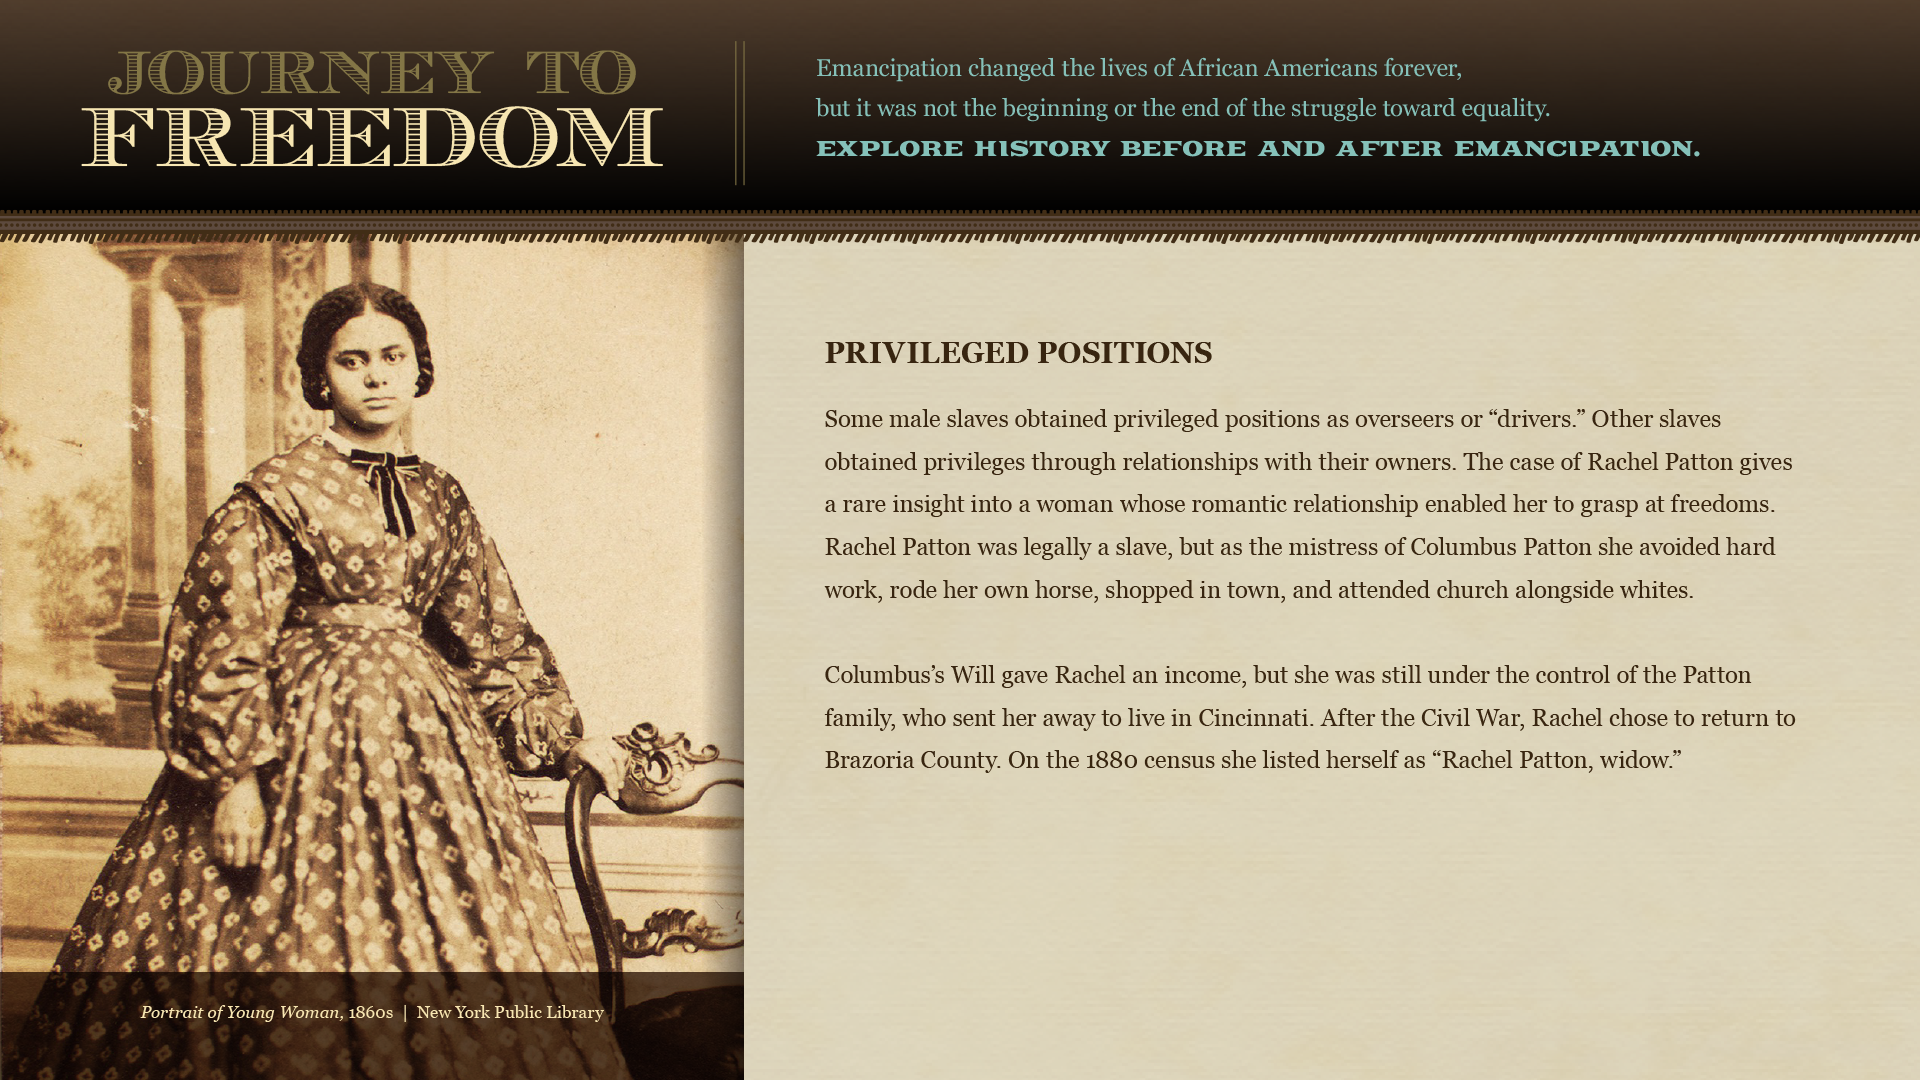 JOURNEY TO
FREEDOM
Emancipation changed the lives of African Americans forever,
but it was not the beginning or the end of the struggle toward equality.
EXPLORE HISTORY BEFORE AND AFTER EMANCIPATION.
PRIVILEGED POSITIONS
Some male slaves obtained privileged positions as overseers or “drivers.” Other slaves
obtained privileges through relationships with their owners. The case of Rachel Patton gives
a rare insight into a woman whose romantic relationship enabled her to grasp at freedoms.
Rachel Patton was legally a slave, but as the mistress of Columbus Patton she avoided hard
work, rode her own horse, shopped in town, and attended church alongside whites.
Columbus’s Will gave Rachel an income, but she was still under the control of the Patton
family, who sent her away to live in Cincinnati. After the Civil War, Rachel chose to return to
Brazoria County. On the 1880 census she listed herself as “Rachel Patton, widow.”
Portrait of Young Woman, 1860s | New York Public Library